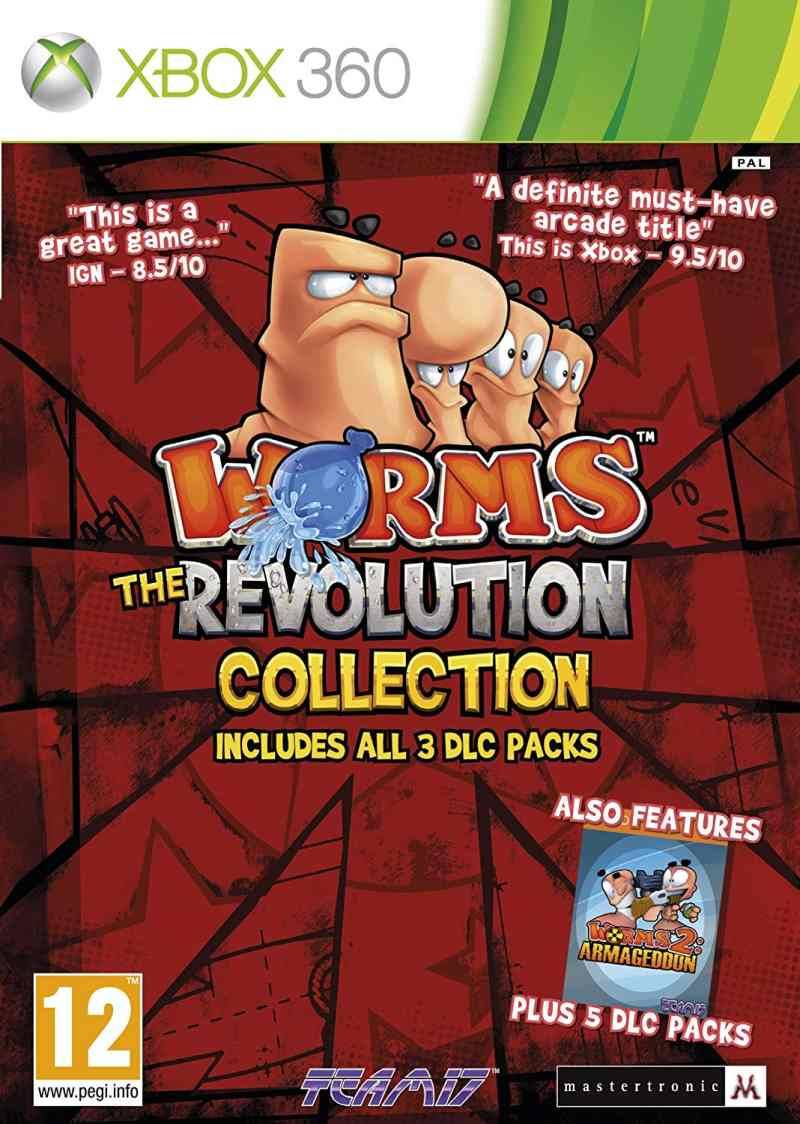 XBOX 360
PAL
"This is a
great game..."
IGN – 8.5/10
"A definite must-have
arcade title"
This is Xbox – 9.5/10
WORMS™
THE REVOLUTION
COLLECTION
INCLUDES ALL 3 DLC PACKS
ALSO FEATURES
WORMS 2:
ARMAGEDDON
TEAM17
PLUS 5 DLC PACKS
12™
www.pegi.info
TEAM17™
mastertronic M